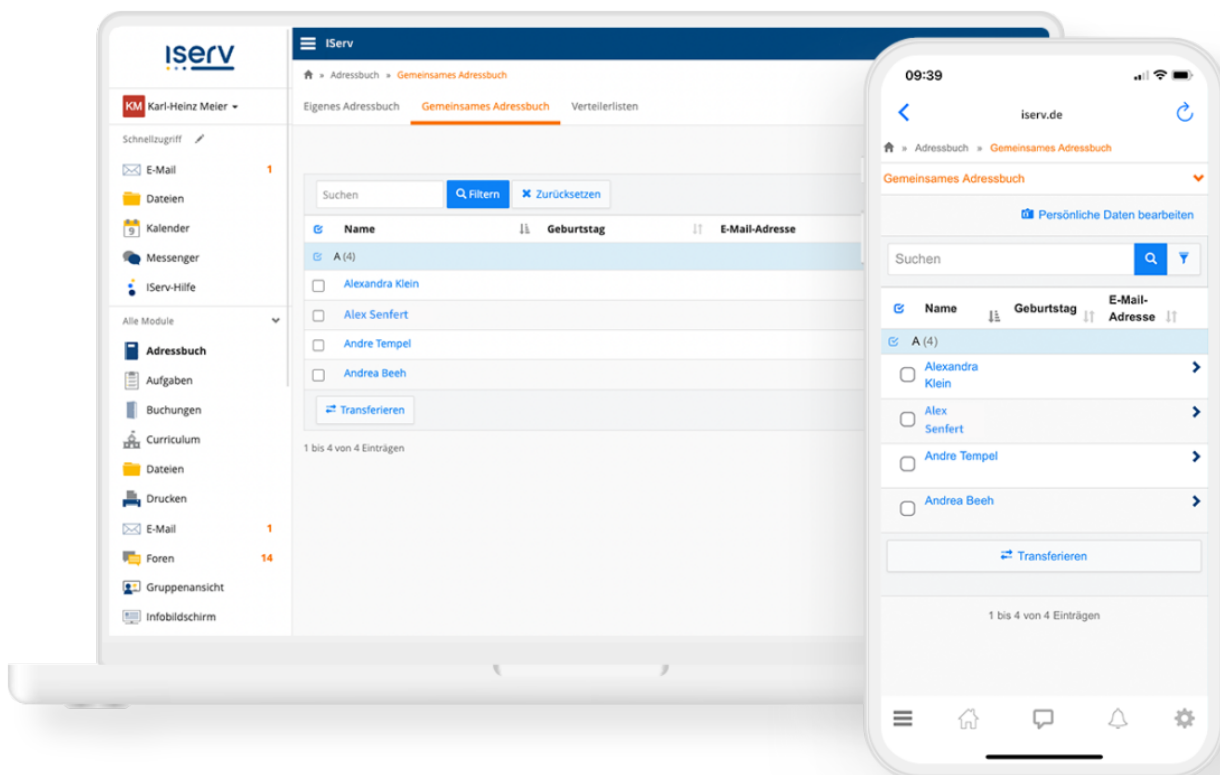 IServ
KM Karl-Heinz Meier
Schnellzugriff
E-Mail 1
Dateien
9 Kalender
Messenger
IServ-Hilfe
Alle Module
Adressbuch
Aufgaben
Buchungen
Curriculum
Dateien
Drucken
E-Mail 1
Foren 14
Gruppenansicht
Infobildschirm
IServ
» Adressbuch » Gemeinsames Adressbuch
Eigenes Adressbuch Gemeinsames Adressbuch Verteilerlisten
Suchen Filtern Zurücksetzen
Name Geburtstag E-Mail-Adresse
A (4)
Alexandra Klein
Alex Senfert
Andre Tempel
Andrea Beeh
Transferieren
1 bis 4 von 4 Einträgen
09:39
iserv.de
» Adressbuch » Gemeinsames Adressbuch
Gemeinsames Adressbuch
Persönliche Daten bearbeiten
Suchen
Name Geburtstag E-Mail-
Adresse
A (4)
Alexandra
Klein
Alex
Senfert
Andre Tempel
Andrea Beeh
Transferieren
1 bis 4 von 4 Einträgen